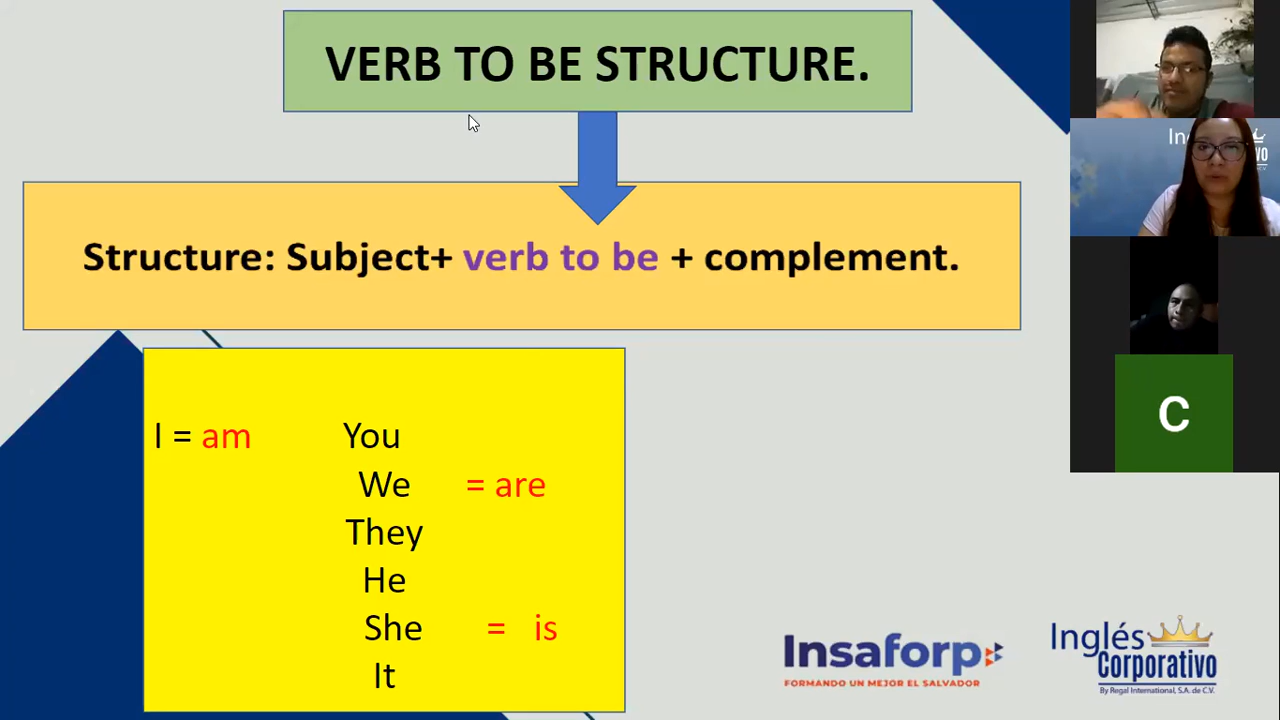 VERB TO BE STRUCTURE.
Structure: Subject+ verb to be + complement.
I = am You
We = are
They
He
She = is
It
Insaforp
FORMANDO UN MEJOR EL SALVADOR
Inglés
Corporativo
By Regal International, S.A. de C.V.
C